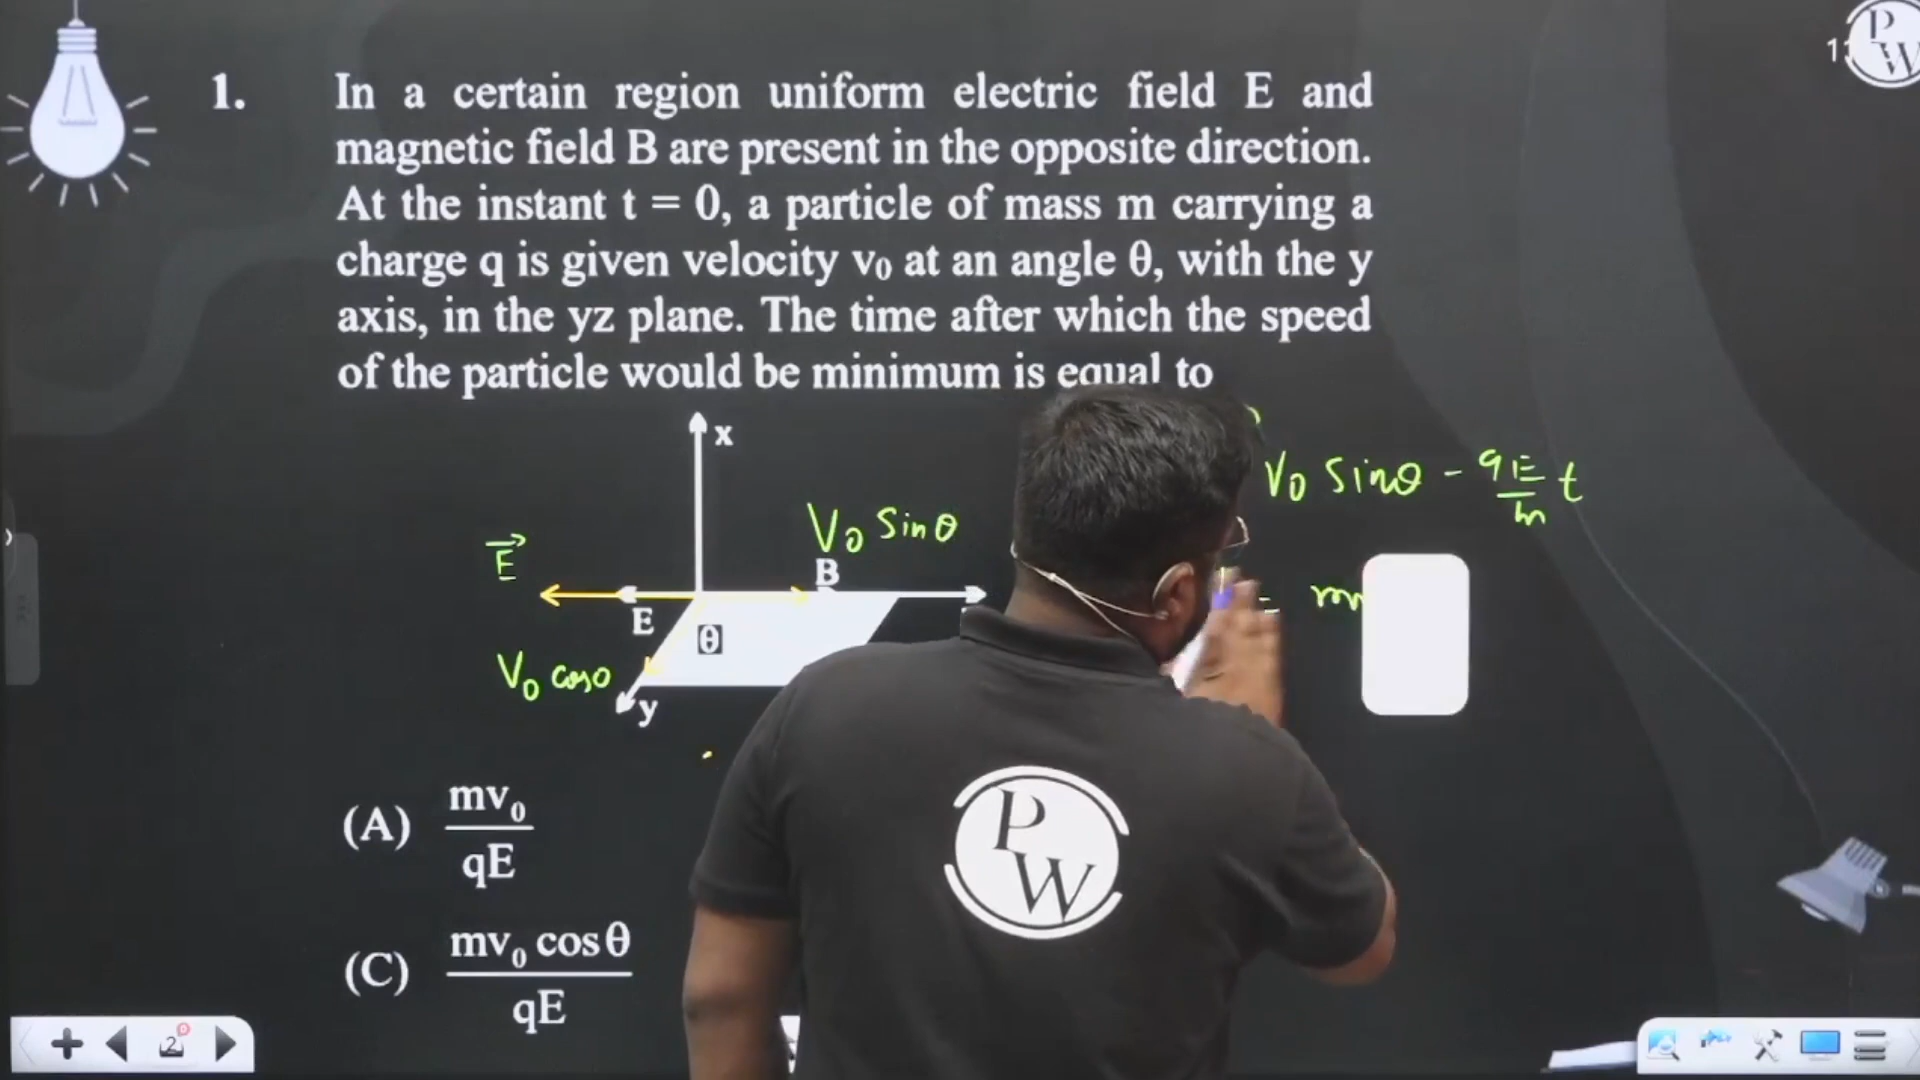 1.
In a certain region uniform electric field E and
magnetic field B are present in the opposite direction.
At the instant t = 0, a particle of mass m carrying a
charge q is given velocity v₀ at an angle θ, with the y
axis, in the yz plane. The time after which the speed
of the particle would be minimum is equal to
x
V₀ Sinθ - qE/m t
V₀ Sinθ
E⃗
B
E
θ
V₀ cosθ
y
(A) mv₀/qE
(C) mv₀ cos θ/qE
2
PW
PW